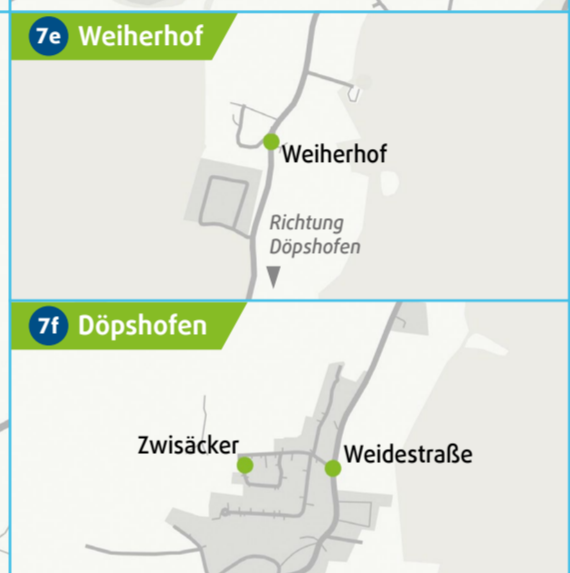 7e Weiherhof
Weiherhof
Richtung
Döpshofen
7f Döpshofen
Zwisäcker
Weidestraße